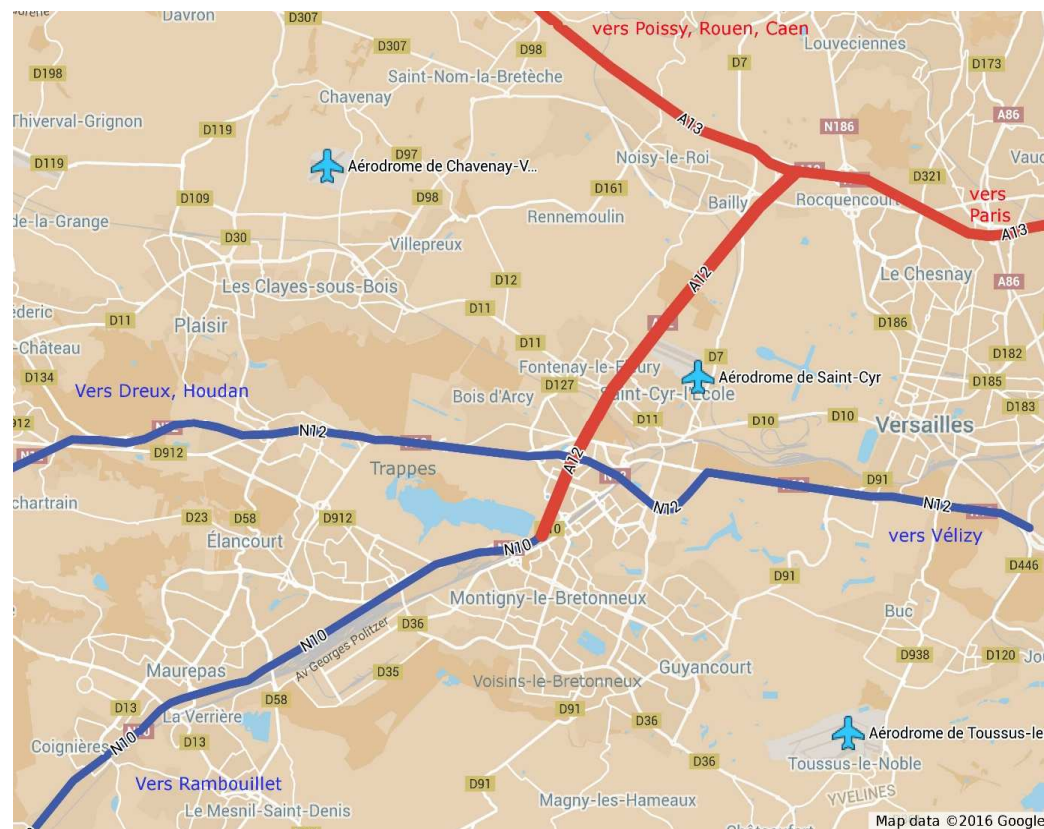 Davron
D307
vers Poissy, Rouen, Caen
D307
D98
D7
Louveciennes
D198
Saint-Nom-la-Bretèche
D173
Chavenay
A86
Thiverval-Grignon
D119
A13
N186
D119
D97
Aérodrome de Chavenay-V...
Noisy-le-Roi
D321
D109
D98
D161
Bailly
Rocquencourt
vers
Paris
de-la-Grange
Rennemoulin
A13
D30
Villepreux
Les Clayes-sous-Bois
D12
A12
Le Chesnay
A86
D11
Plaisir
D11
D186
-Château
D11
D7
D182
D134
Fontenay-le-Fleury
Vers Dreux, Houdan
D127
Saint-Cyr-l'École
Aérodrome de Saint-Cyr
D185
Bois d'Arcy
D183
D11
D10
D10
Versailles
N12
D912
Trappes
A12
D91
chartrain
N12
N12
D23
D58
D912
vers Vélizy
Élancourt
N10
D446
D91
Montigny-le-Bretonneux
Buc
N10
D36
Av Georges Politzer
D938
D120
Maurepas
D35
Guyancourt
Voisins-le-Bretonneux
D58
D13
La Verrière
D91
D36
N10
Coignières
D13
Aérodrome de Toussus-le
D36
Toussus-le-Noble
Vers Rambouillet
D91
Magny-les-Hameaux
YVELINES
Le Mesnil-Saint-Denis
Map data ©2016 Google